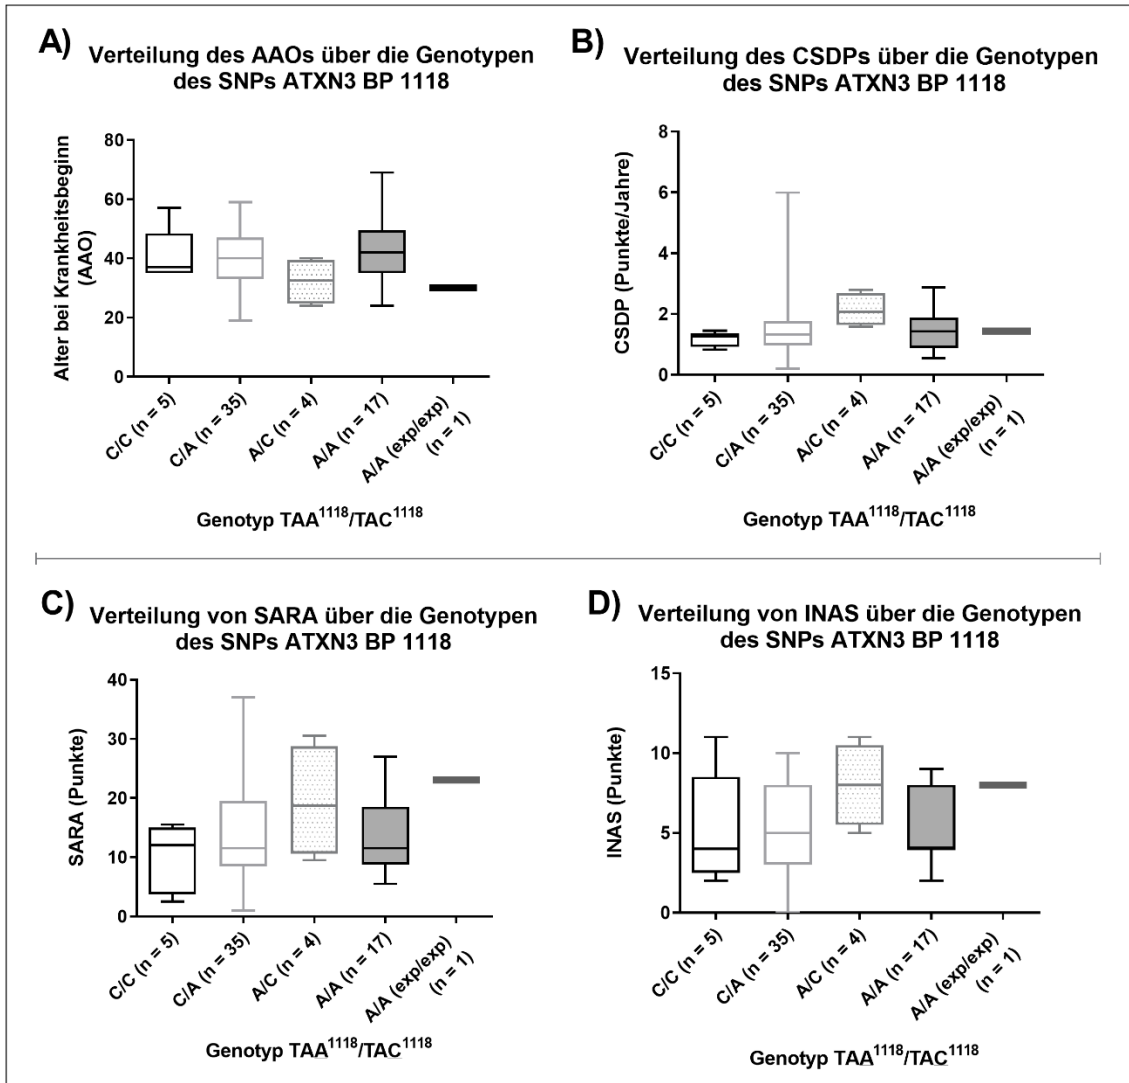 A)
Verteilung des AAOs über die Genotypen
des SNPs ATXN3 BP 1118
Alter bei Krankheitsbeginn
(AAO)
80
60
40
20
0
C/C (n = 5)
C/A (n = 35)
A/C (n = 4)
A/A (n = 17)
A/A (exp/exp)
(n = 1)
Genotyp TAA¹¹¹⁸/TAC¹¹¹⁸
B)
Verteilung des CSDPs über die Genotypen
des SNPs ATXN3 BP 1118
CSDP (Punkte/Jahre)
8
6
4
2
0
C/C (n = 5)
C/A (n = 35)
A/C (n = 4)
A/A (n = 17)
A/A (exp/exp)
(n = 1)
Genotyp TAA¹¹¹⁸/TAC¹¹¹⁸
C)
Verteilung von SARA über die Genotypen
des SNPs ATXN3 BP 1118
SARA (Punkte)
40
30
20
10
0
C/C (n = 5)
C/A (n = 35)
A/C (n = 4)
A/A (n = 17)
A/A (exp/exp)
(n = 1)
Genotyp TAA¹¹¹⁸/TAC¹¹¹⁸
D)
Verteilung von INAS über die Genotypen
des SNPs ATXN3 BP 1118
INAS (Punkte)
15
10
5
0
C/C (n = 5)
C/A (n = 35)
A/C (n = 4)
A/A (n = 17)
A/A (exp/exp)
(n = 1)
Genotyp TAA¹¹¹⁸/TAC¹¹¹⁸